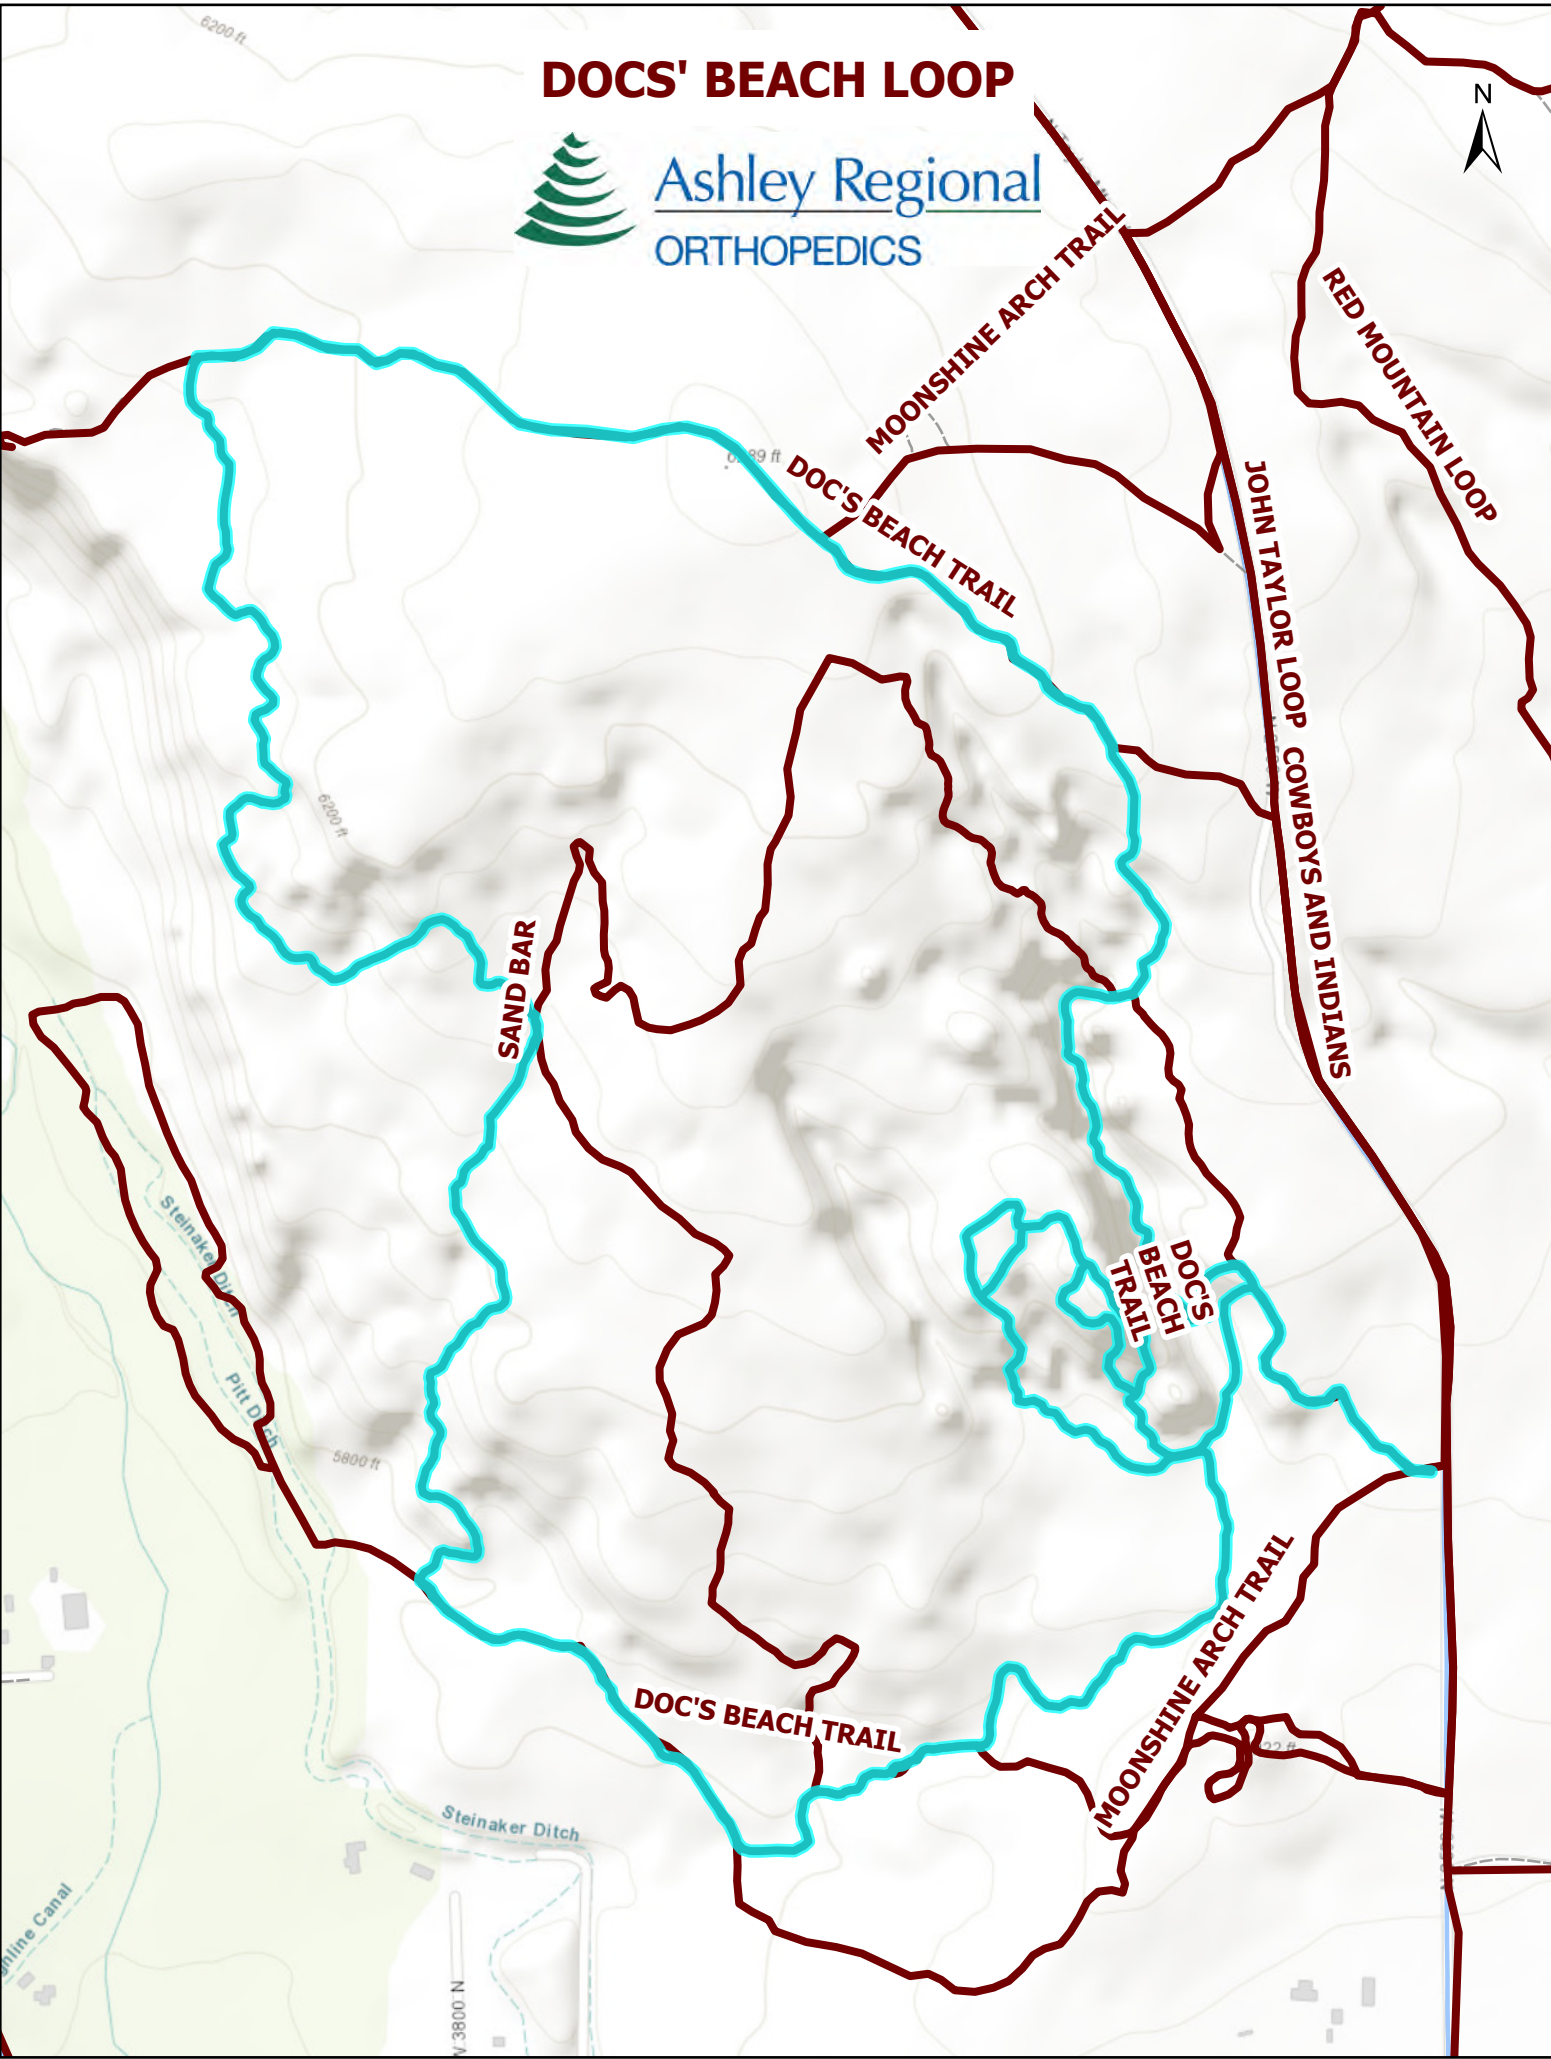 6200 ft
DOCS' BEACH LOOP
N
Ashley Regional
ORTHOPEDICS
MOONSHINE ARCH TRAIL
RED MOUNTAIN LOOP
DOC'S BEACH TRAIL
JOHN TAYLOR LOOP
COWBOYS AND INDIANS
6200 ft
SAND BAR
Steinaker Ditch
DOC'S
BEACH
TRAIL
Pitt Ditch
5800 ft
MOONSHINE ARCH TRAIL
DOC'S BEACH TRAIL
Steinaker Ditch
Canal
3800 N